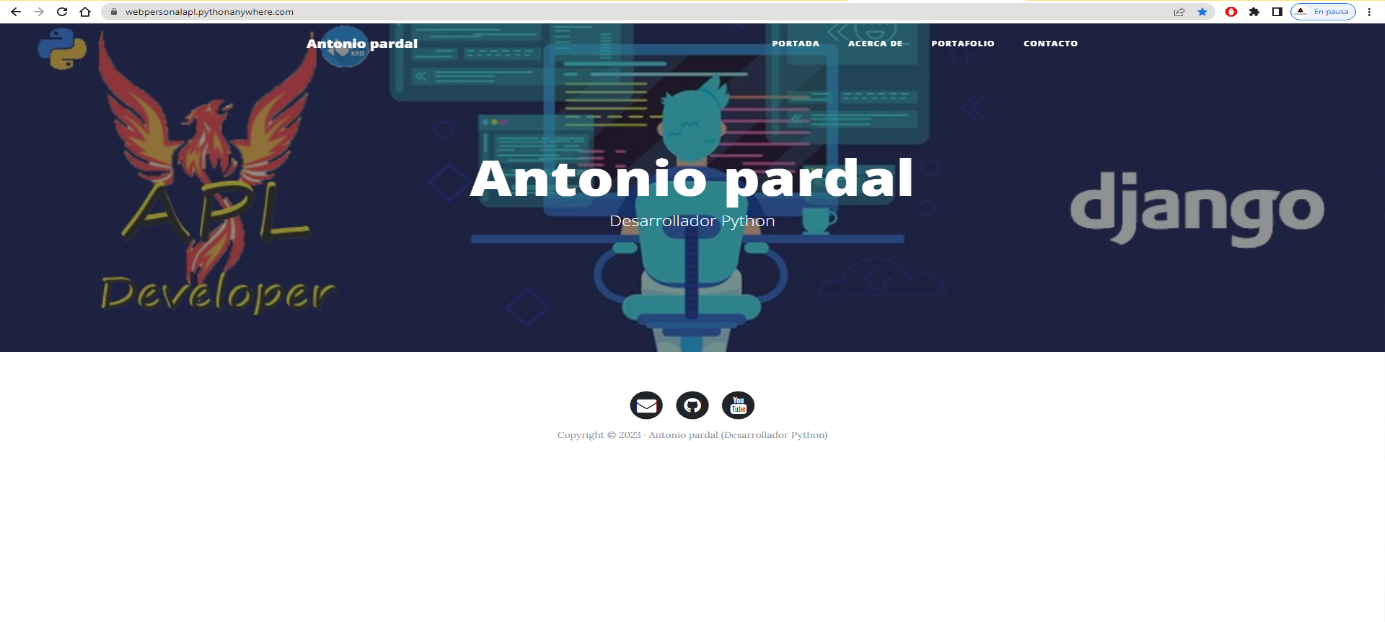 webpersonalapl.pythonanywhere.com
En pausa
Antonio pardal
PORTADA
ACERCA DE
PORTAFOLIO
CONTACTO
APL
Developer
Antonio pardal
Desarrollador Python
django
You
Tube
Copyright © 2023 · Antonio pardal (Desarrollador Python)